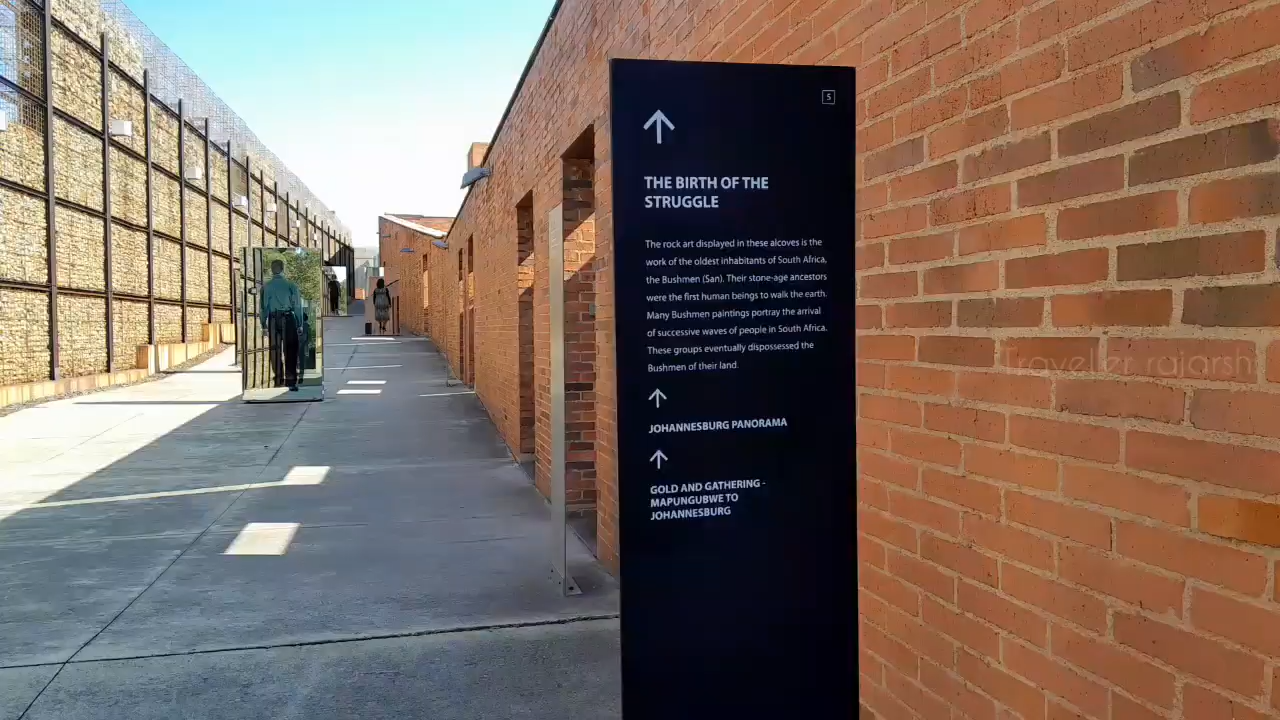 5
THE BIRTH OF THE
STRUGGLE
The rock art displayed in these alcoves is the
work of the oldest inhabitants of South Africa,
the Bushmen (San). Their stone-age ancestors
were the first human beings to walk the earth.
Many Bushmen paintings portray the arrival
of successive waves of people in South Africa.
These groups eventually dispossessed the
Bushmen of their land.
JOHANNESBURG PANORAMA
GOLD AND GATHERING -
MAPUNGUBWE TO
JOHANNESBURG
Traveller_rajarsh